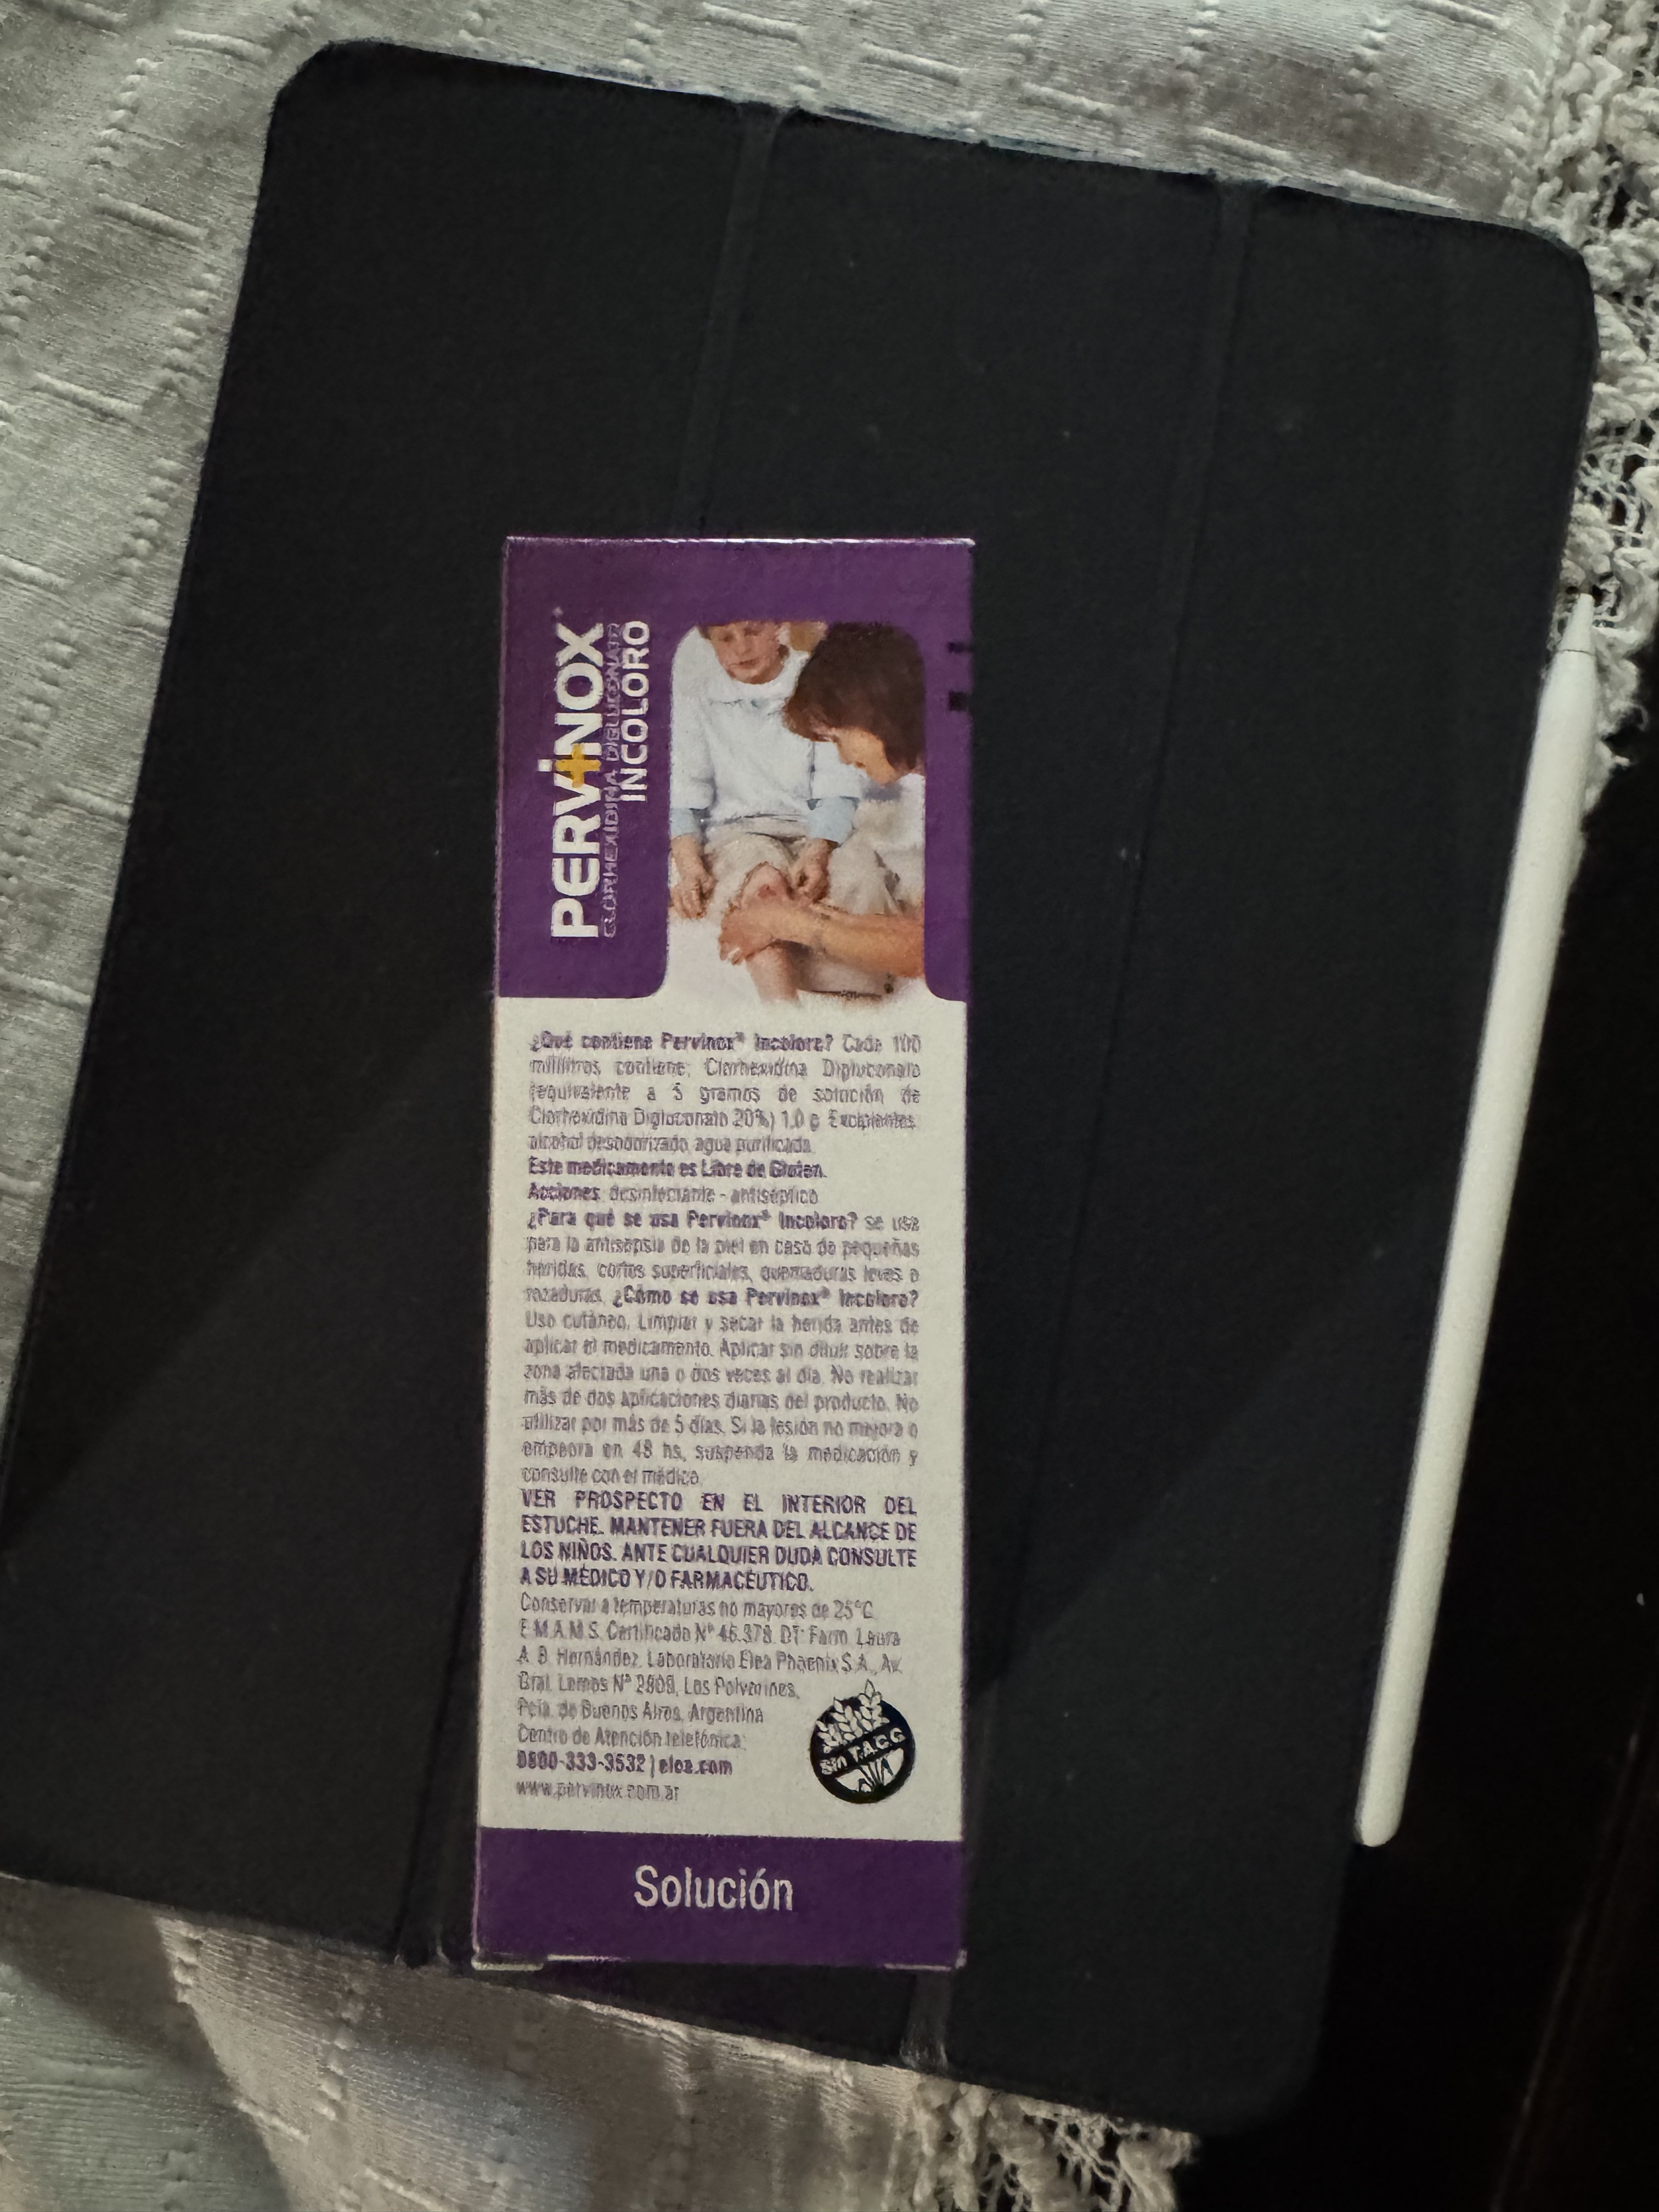 PERVINOX
CLORHEXIDINA DIGLUCONATO
INCOLORO
¿Qué contiene Pervinox® Incoloro? Cada 100
mililitros contiene: Clorhexidina Digluconato
(equivalente a 5 gramos de solución de
Clorhexidina Digluconato 20%) 1,0 g. Excipientes:
alcohol desodorizado, agua purificada.
Este medicamento es Libre de Gluten.
Acciones: desinfectante - antiséptico
¿Para qué se usa Pervinox® Incoloro? se usa
para la antisepsia de la piel en caso de pequeñas
heridas, cortes superficiales, quemaduras leves o
rozaduras. ¿Cómo se usa Pervinox® Incoloro?
Uso cutáneo. Limpiar y secar la herida antes de
aplicar el medicamento. Aplicar sin diluir sobre la
zona afectada una o dos veces al día. No realizar
más de dos aplicaciones diarias del producto. No
utilizar por más de 5 días. Si la lesión no mejora o
empeora en 48 hs, suspenda la medicación y
consulte con el médico.
VER PROSPECTO EN EL INTERIOR DEL
ESTUCHE. MANTENER FUERA DEL ALCANCE DE
LOS NIÑOS. ANTE CUALQUIER DUDA CONSULTE
A SU MÉDICO Y/O FARMACÉUTICO.
Conservar a temperaturas no mayores de 25°C.
E.M.A.M.S. Certificado N° 46.378. DT: Farm. Laura
A. B. Hernández. Laboratorio Elea Phoenix S.A., Av.
Gral. Lemos N° 2809, Los Polvorines,
Pcia. de Buenos Aires, Argentina
Centro de Atención telefónica:
0800-333-3532 | elea.com
www.pervinox.com.ar
Sin T.A.C.C
Solución